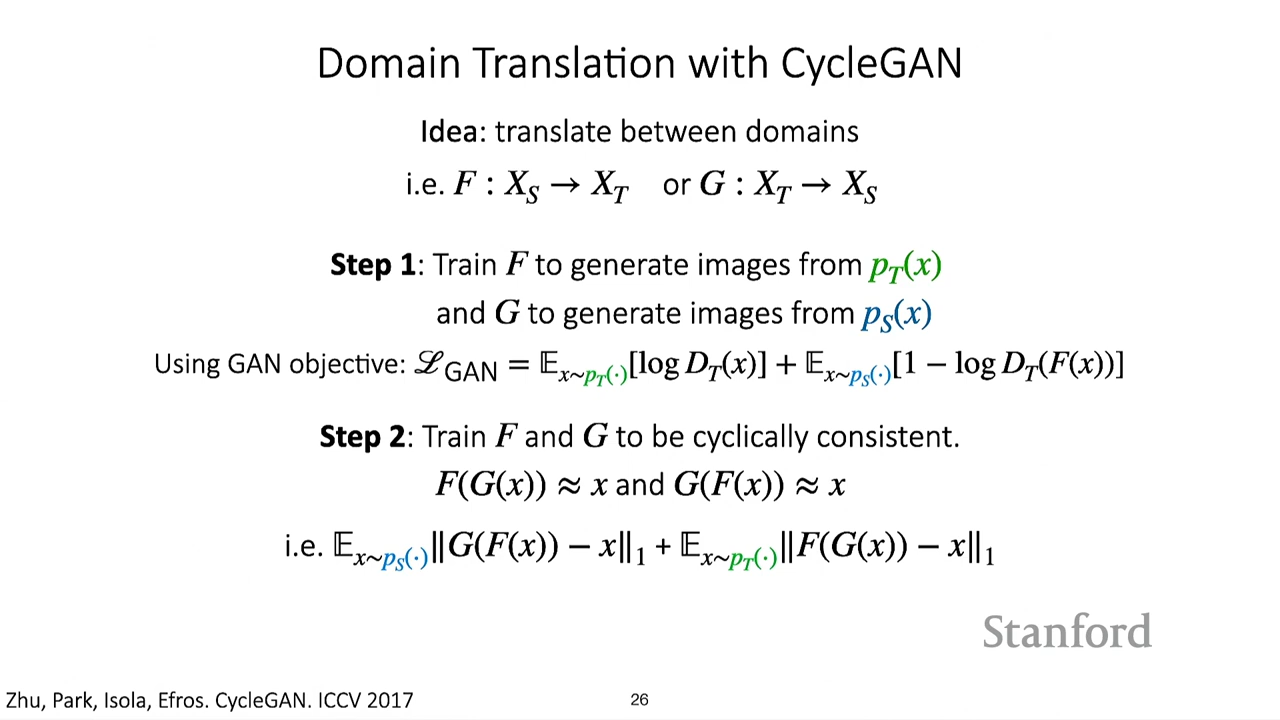 Domain Translation with CycleGAN
Idea: translate between domains
i.e. F : X_S → X_T or G : X_T → X_S
Step 1: Train F to generate images from p_T(x)
and G to generate images from p_S(x)
Using GAN objective: ℒ_GAN = 𝔼_{x∼p_T(·)}[log D_T(x)] + 𝔼_{x∼p_S(·)}[1 − log D_T(F(x))]
Step 2: Train F and G to be cyclically consistent.
F(G(x)) ≈ x and G(F(x)) ≈ x
i.e. 𝔼_{x∼p_S(·)}‖G(F(x)) − x‖_1 + 𝔼_{x∼p_T(·)}‖F(G(x)) − x‖_1
Stanford
Zhu, Park, Isola, Efros. CycleGAN. ICCV 2017
26